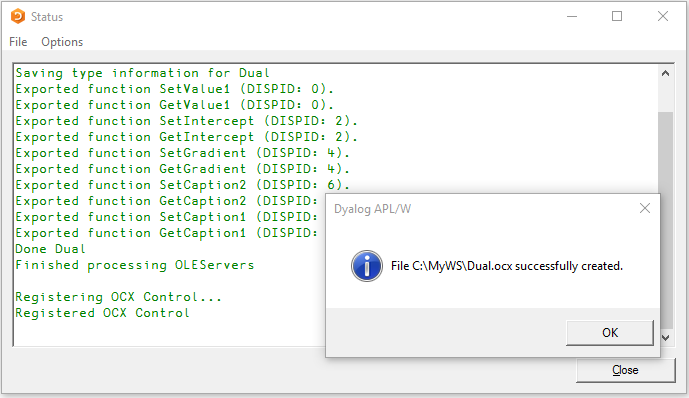 Status
File Options
Saving type information for Dual
Exported function SetValue1 (DISPID: 0).
Exported function GetValue1 (DISPID: 0).
Exported function SetIntercept (DISPID: 2).
Exported function GetIntercept (DISPID: 2).
Exported function SetGradient (DISPID: 4).
Exported function GetGradient (DISPID: 4).
Exported function SetCaption2 (DISPID: 6).
Exported function GetCaption2 (DISPID:
Exported function SetCaption1 (DISPID:
Exported function GetCaption1 (DISPID:
Done Dual
Finished processing OLEServers
Registering OCX Control...
Registered OCX Control
Dyalog APL/W
File C:\MyWS\Dual.ocx successfully created.
OK
Close